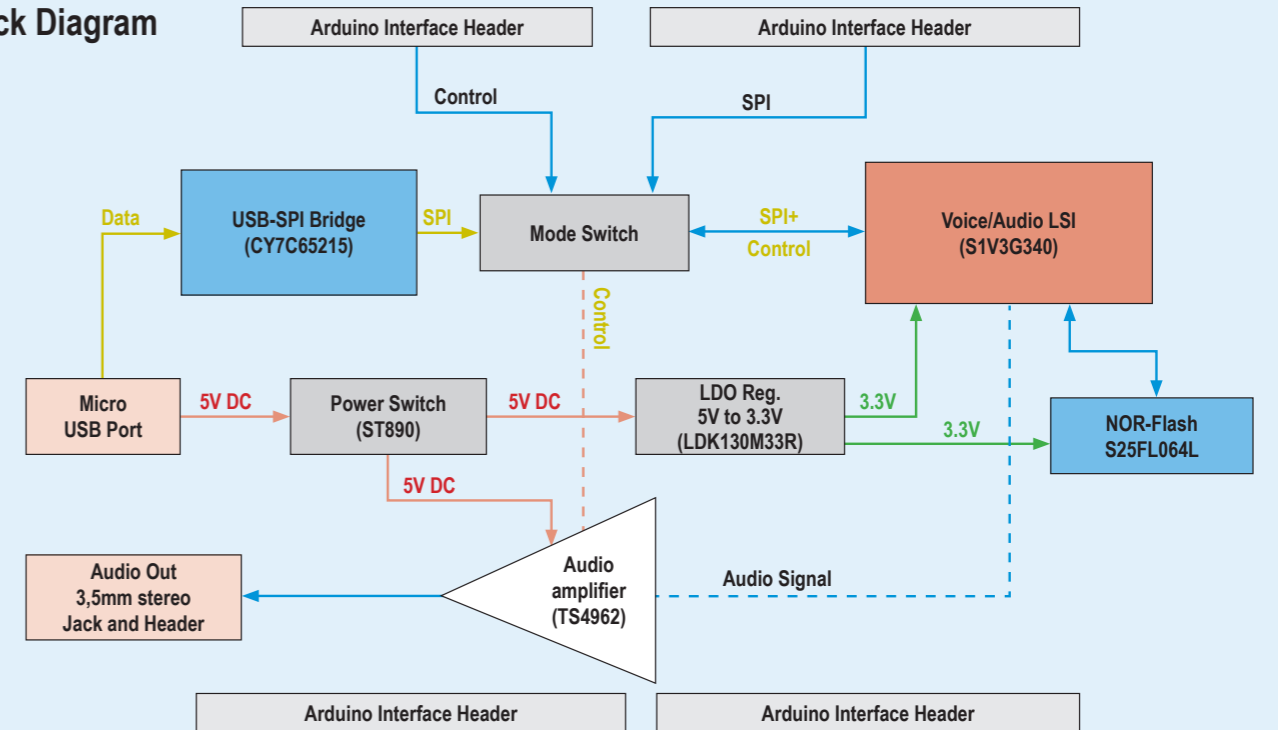 ck Diagram
Arduino Interface Header
Arduino Interface Header
Control
SPI
Data
USB-SPI Bridge
(CY7C65215)
SPI
Mode Switch
SPI+
Control
Voice/Audio LSI
(S1V3G340)
Control
Micro
USB Port
5V DC
Power Switch
(ST890)
5V DC
LDO Reg.
5V to 3.3V
(LDK130M33R)
3.3V
3.3V
NOR-Flash
S25FL064L
5V DC
Audio Out
3,5mm stereo
Jack and Header
Audio
amplifier
(TS4962)
Audio Signal
Arduino Interface Header
Arduino Interface Header